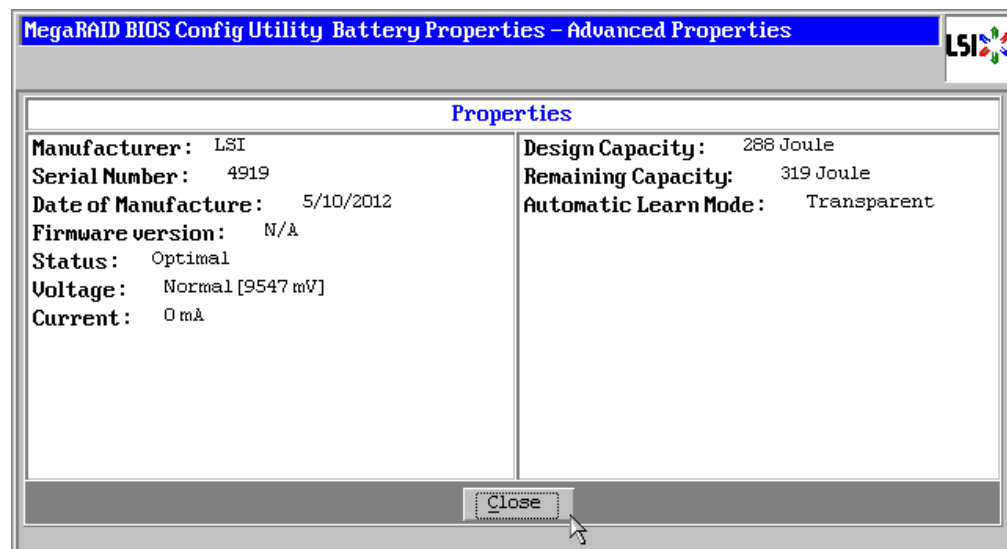 MegaRAID BIOS Config Utility Battery Properties – Advanced Properties
LSI
Properties
Manufacturer: LSI
Serial Number: 4919
Date of Manufacture: 5/10/2012
Firmware version: N/A
Status: Optimal
Voltage: Normal [9547 mV]
Current: 0 mA
Design Capacity: 288 Joule
Remaining Capacity: 319 Joule
Automatic Learn Mode: Transparent
Close